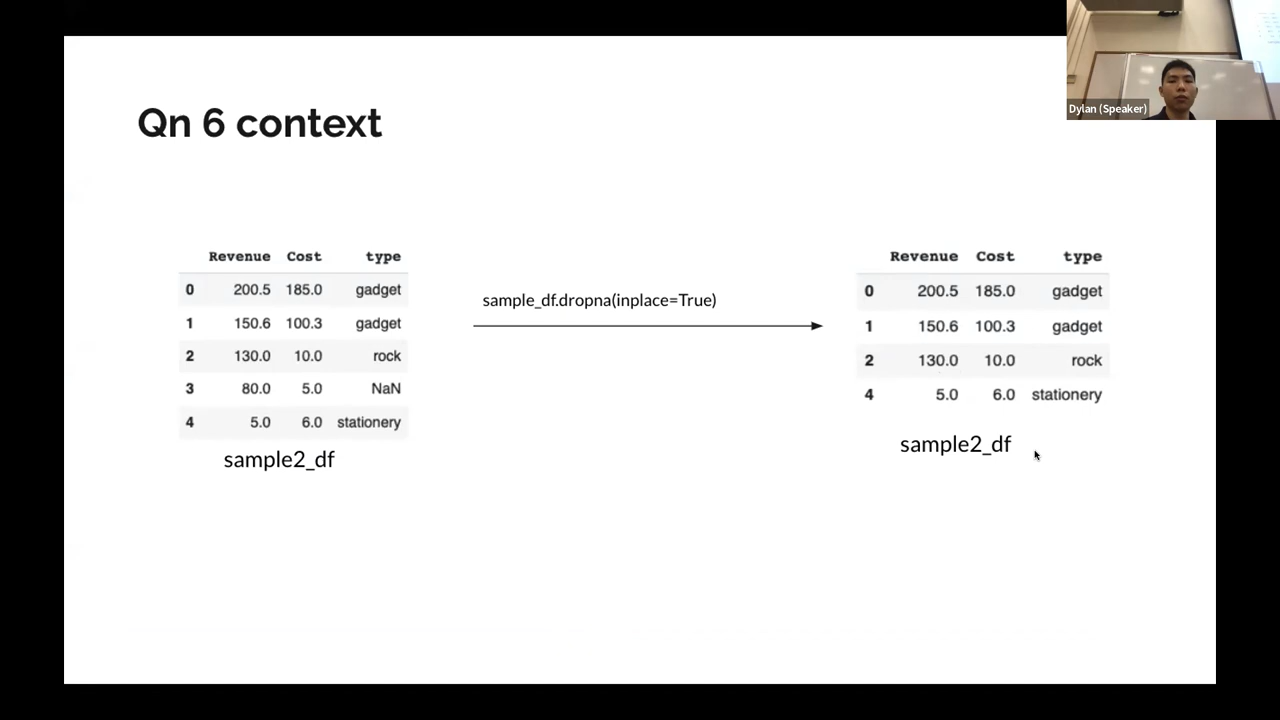 Dylan (Speaker)
Qn 6 context
Revenue Cost type
0 200.5 185.0 gadget
1 150.6 100.3 gadget
2 130.0 10.0 rock
3 80.0 5.0 NaN
4 5.0 6.0 stationery
sample2_df
sample_df.dropna(inplace=True)
Revenue Cost type
0 200.5 185.0 gadget
1 150.6 100.3 gadget
2 130.0 10.0 rock
4 5.0 6.0 stationery
sample2_df